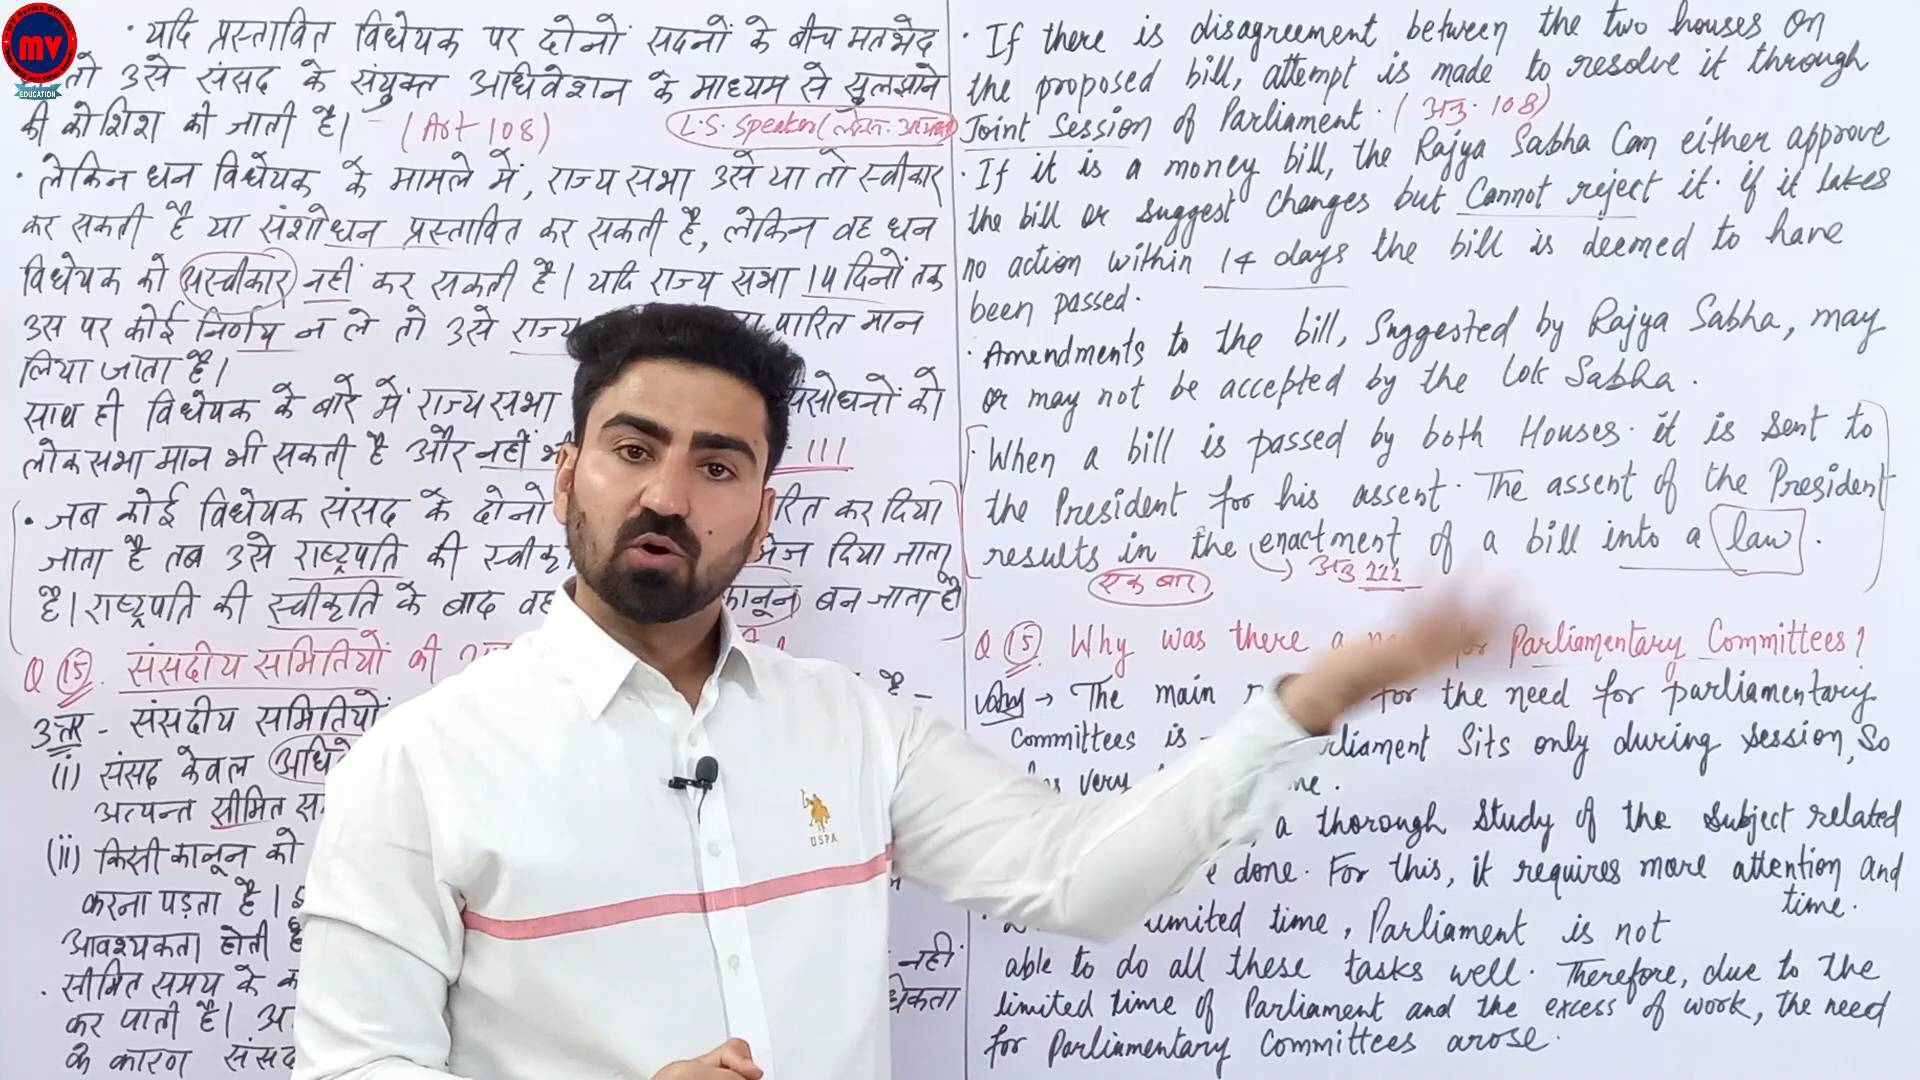 MV
EDUCATION
· यदि प्रस्तावित विधेयक पर दोनों सदनों के बीच मतभेद
तो उसे संसद के संयुक्त अधिवेशन के माध्यम से सुलझाने
की कोशिश की जाती है। - (Art-108) L.S. Speaker (लोक.
· लेकिन धन विधेयक के मामले में, राज्य सभा उसे या तो स्वीकार
कर सकती है या संशोधन प्रस्तावित कर सकती है, लेकिन वह धन
विधेयक को अस्वीकार नहीं कर सकती है। यदि राज्य सभा 14 दिनों तक
उस पर कोई निर्णय न ले तो उसे राज्य पारित मान
लिया जाता है।
साथ ही विधेयक के बारे में राज्य सभा संसोधनों को
लोकसभा मान भी सकती है और नहीं 111
· जब कोई विधेयक संसद के दोनो कर दिया
जाता है तब उसे राष्ट्रपति की दिया जाता
है। राष्ट्रपति की स्वीकृति के बाद वह कानून बन जाता है
Q 15. संसदीय समितियों की
उत्तर - संसदीय समितियों है -
(i) संसद केवल
अत्यन्त सीमित
(ii) किसी कानून को
करना पड़ता है।
आवश्यकता होती है
· सीमित समय के नहीं
कर पाती है।
के कारण संसद
· If there is disagreement between the two houses on
the proposed bill, attempt is made to resolve it through
Joint Session of Parliament. (अनु. 108)
· If it is a money bill, the Rajya Sabha Can either approve
the bill or suggest changes but Cannot reject it. if it takes
no action within 14 days the bill is deemed to have
been passed.
· Amendments to the bill, Suggested by Rajya Sabha, may
or may not be accepted by the Lok Sabha.
· When a bill is passed by both Houses. it is sent to
the President for his assent. The assent of the President
results in the enactment of a bill into a law.
एक बार अनु 111
Q 15. Why was there a Parliamentary Committees?
Ans → The main for the need for parliamentary
Committees is Sits only during session, So
very
a thorough study of the subject related
done. For this, it requires more attention and
time.
limited time, Parliament is not
able to do all these tasks well. Therefore, due to the
limited time of Parliament and the excess of work, the need
for Parliamentary Committees arose.
USPA